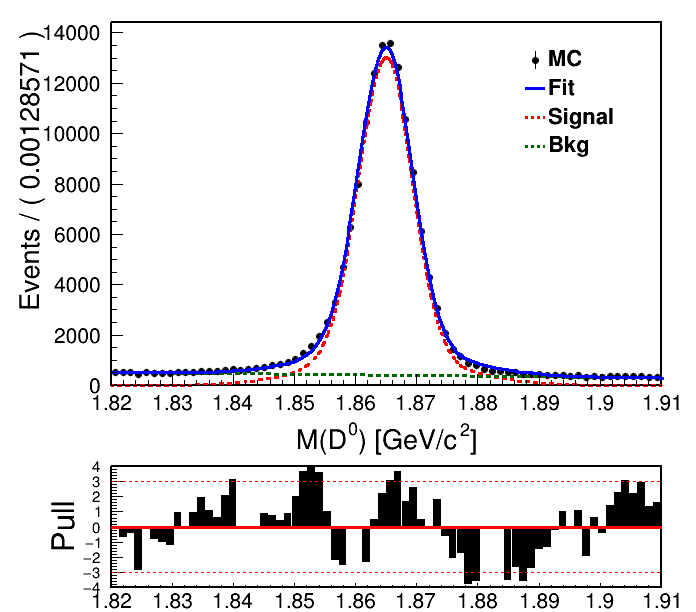 14000
12000
10000
8000
6000
4000
2000
0
Events / ( 0.00128571 )
MC
Fit
Signal
Bkg
1.82 1.83 1.84 1.85 1.86 1.87 1.88 1.89 1.9 1.91
M(D⁰) [GeV/c²]
4
3
2
1
0
−1
−2
−3
−4
Pull
1.82 1.83 1.84 1.85 1.86 1.87 1.88 1.89 1.9 1.91